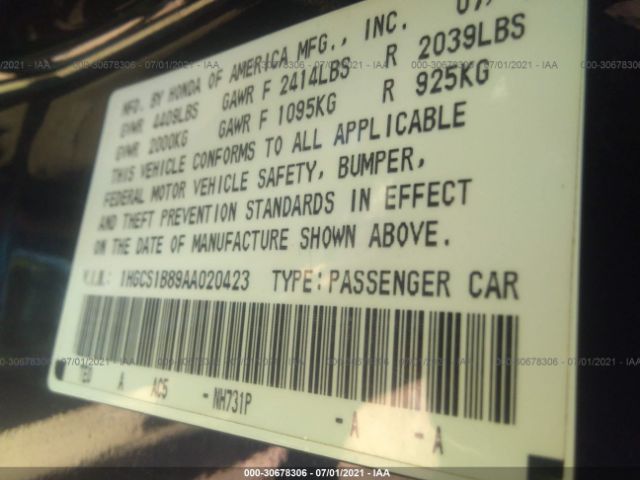 MFD. BY HONDA OF AMERICA MFG., INC. 07,
GVWR 4409LBS GAWR F 2414LBS R 2039LBS
GVWR 2000KG GAWR F 1095KG R 925KG
THIS VEHICLE CONFORMS TO ALL APPLICABLE
FEDERAL MOTOR VEHICLE SAFETY, BUMPER,
AND THEFT PREVENTION STANDARDS IN EFFECT
ON THE DATE OF MANUFACTURE SHOWN ABOVE.
V.I.N.: 1HGCS1B89AA020423 TYPE:PASSENGER CAR
A AC5 - NH731P - A - A
000-30678306 - 07/01/2021 - IAA